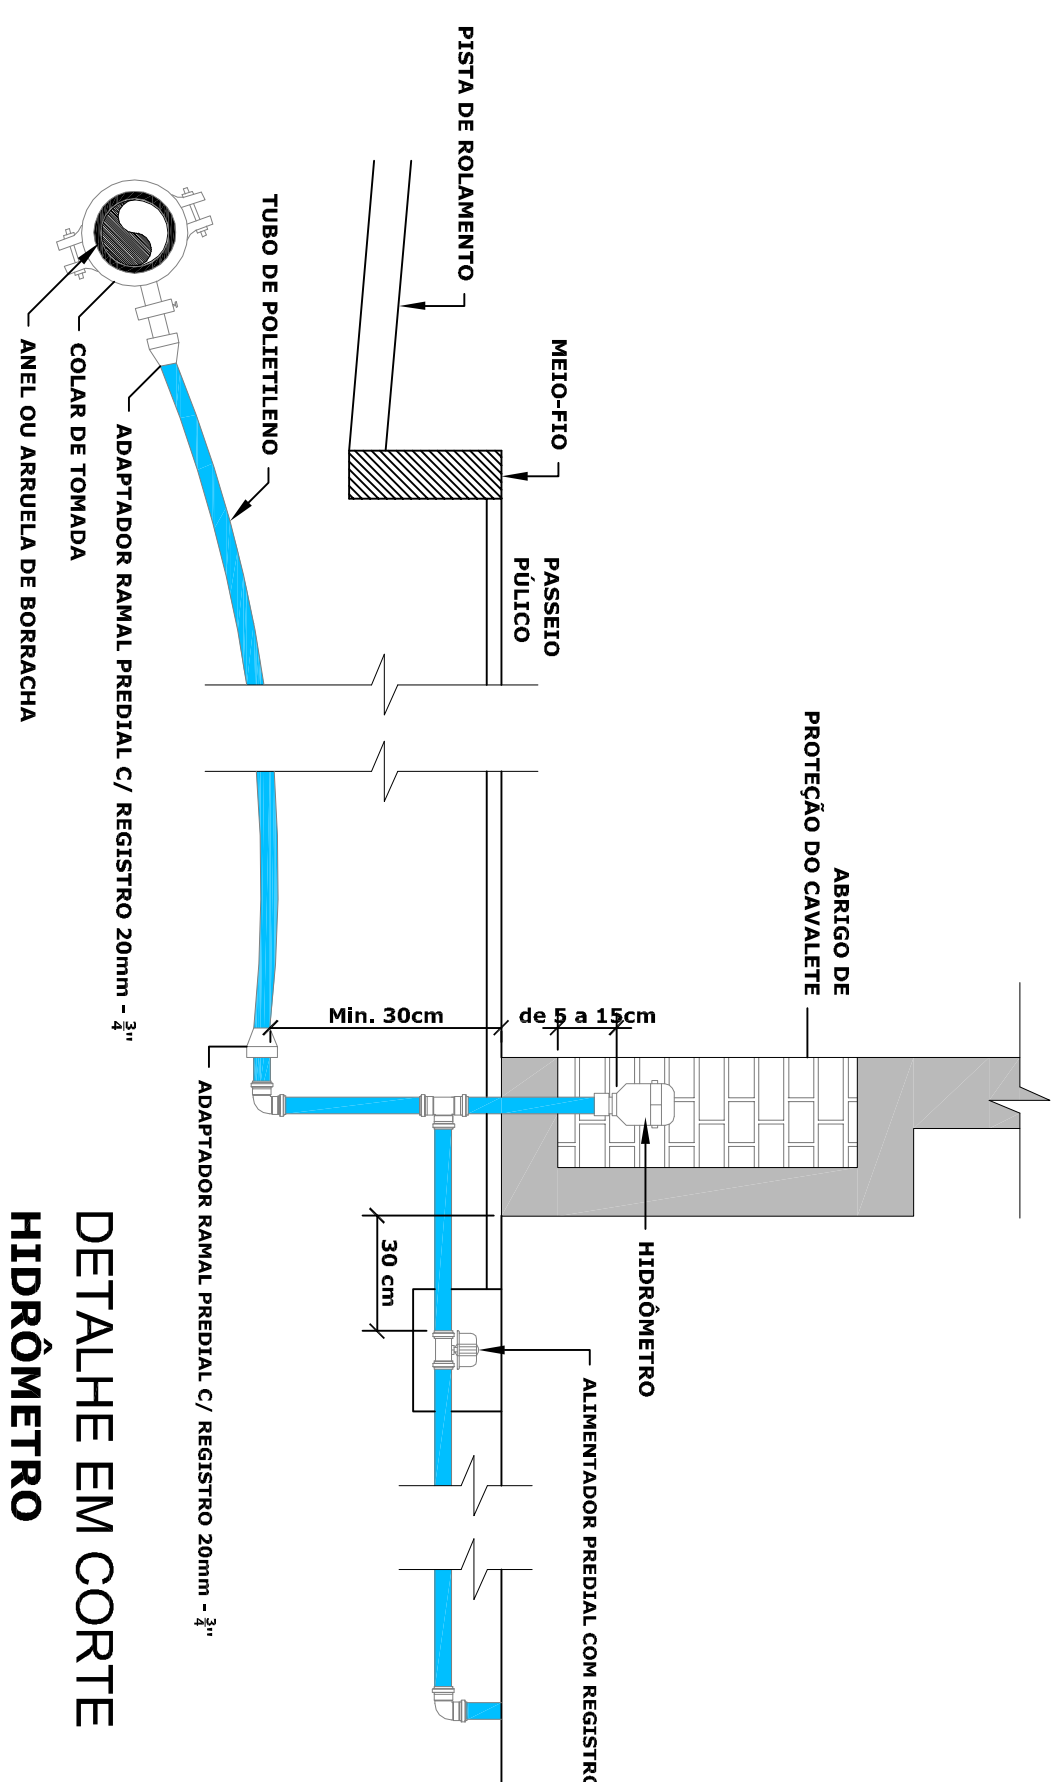 PISTA DE ROLAMENTO
MEIO-FIO
PASSEIO
PÚLICO
ABRIGO DE
PROTEÇÃO DO CAVALETE
TUBO DE POLIETILENO
ADAPTADOR RAMAL PREDIAL C/ REGISTRO 20mm - 3/4"
COLAR DE TOMADA
ANEL OU ARRUELA DE BORRACHA
Min. 30cm
de 5 a 15cm
HIDRÔMETRO
30 cm
ALIMENTADOR PREDIAL COM REGISTRO
ADAPTADOR RAMAL PREDIAL C/ REGISTRO 20mm - 3/4"
DETALHE EM CORTE
HIDRÔMETRO